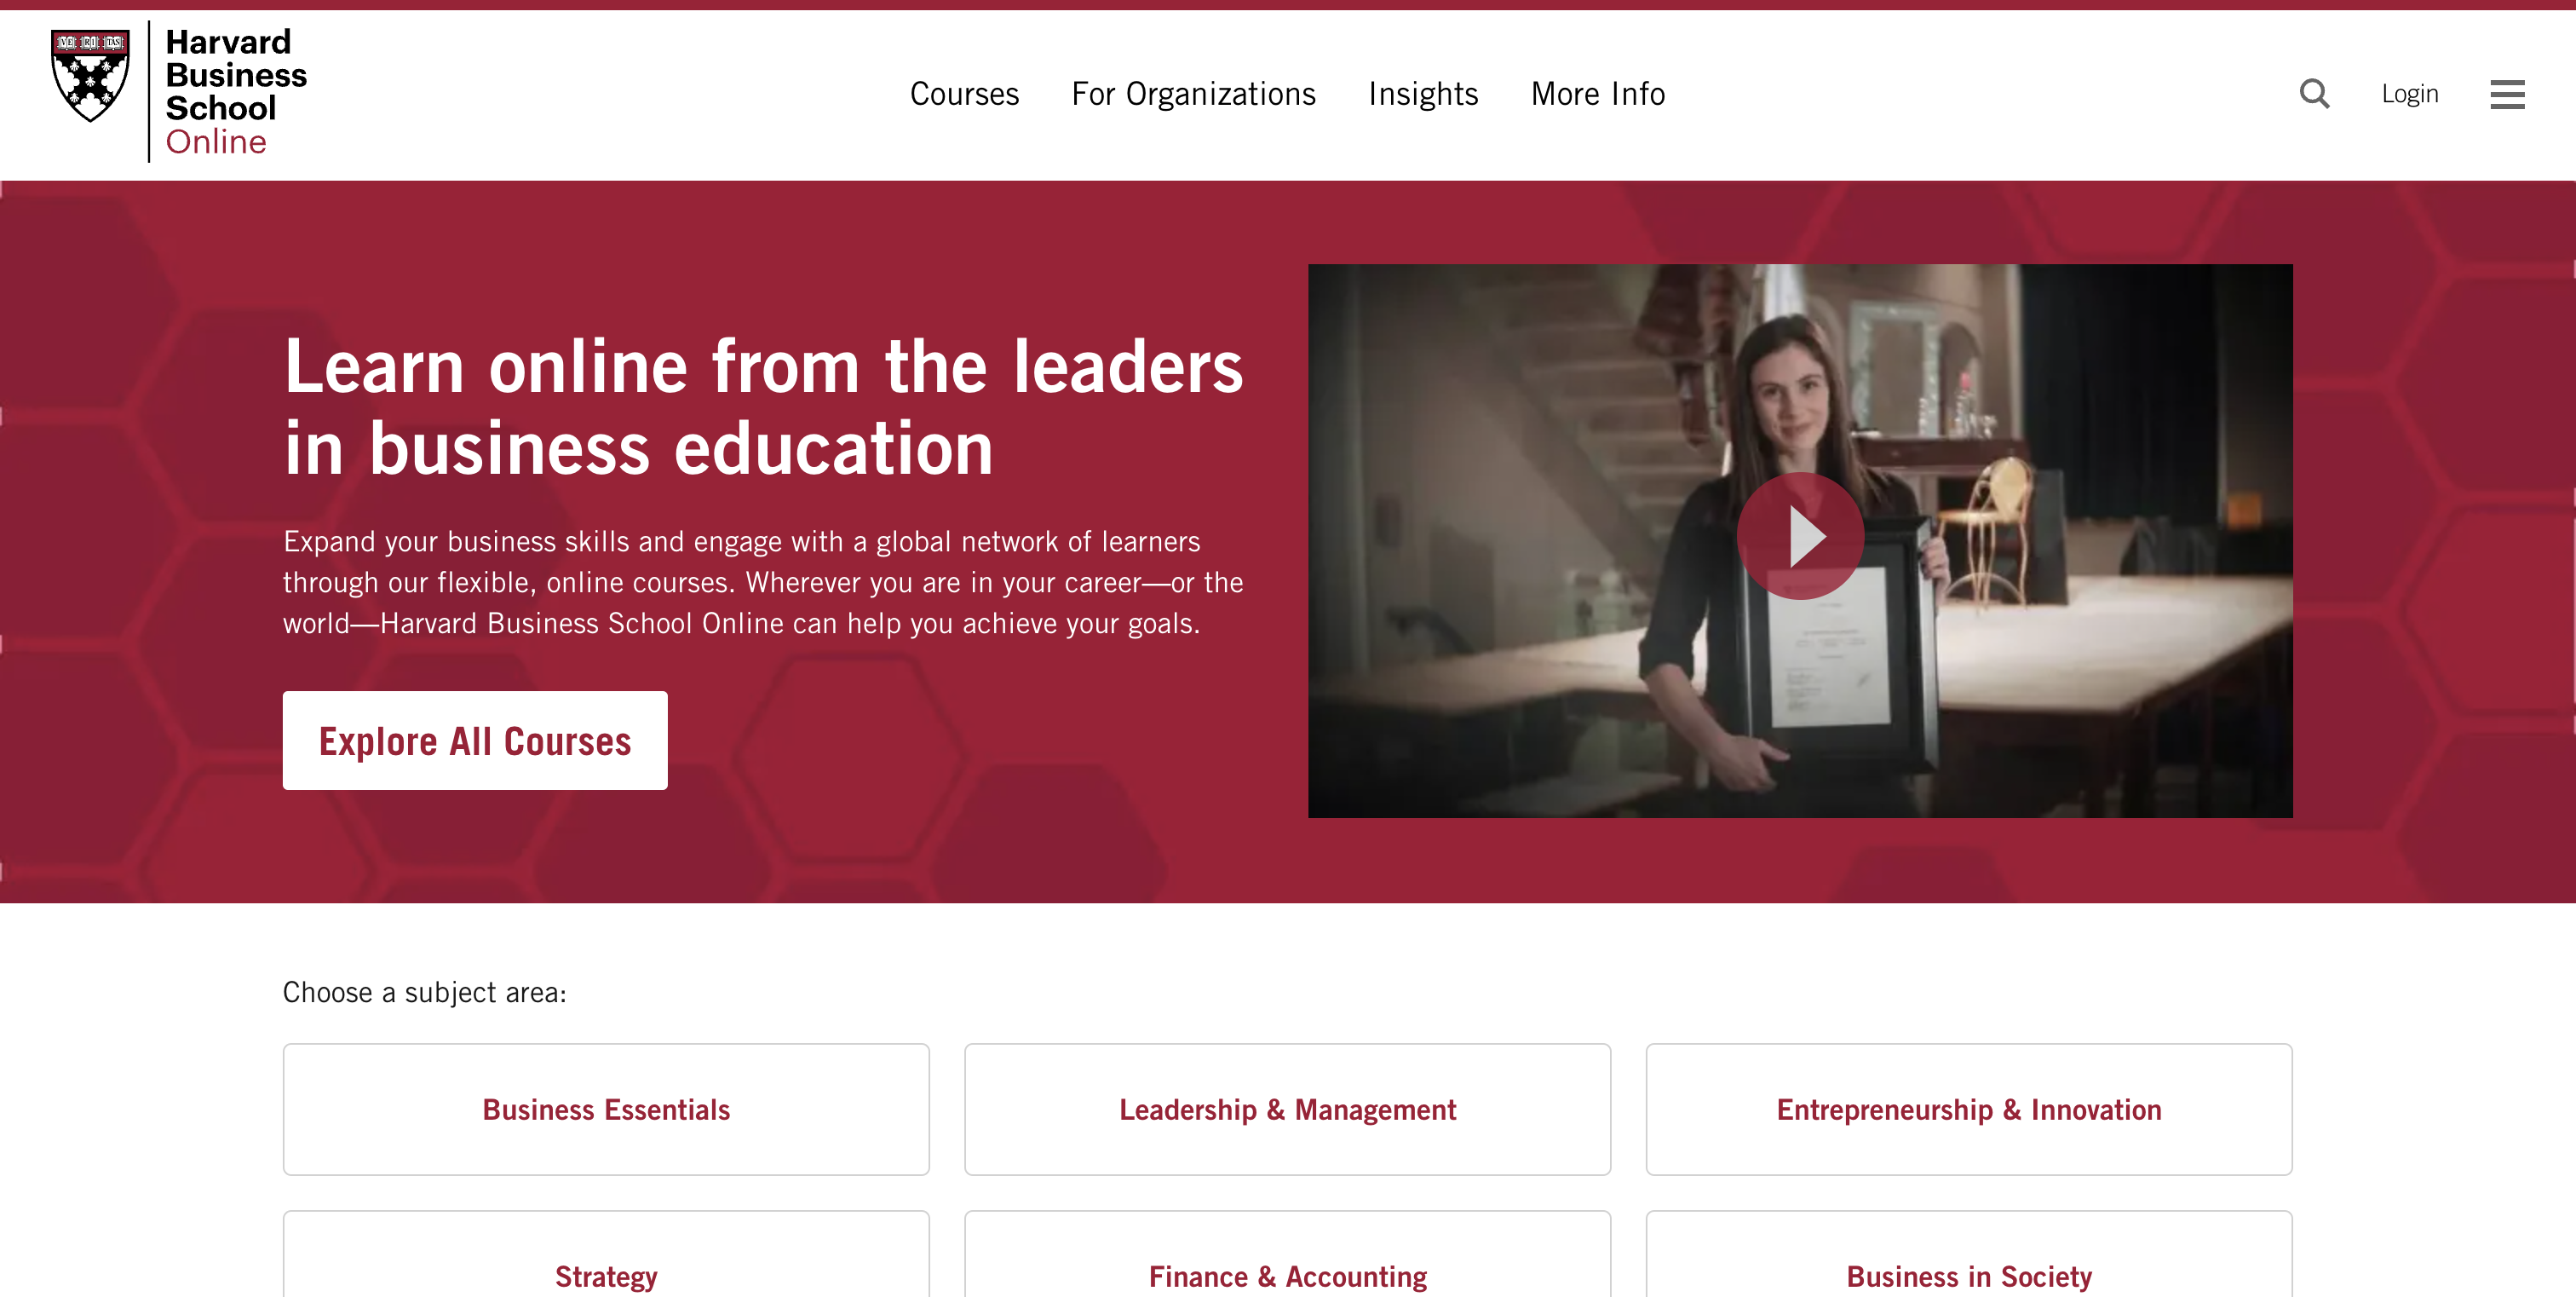 Harvard
Business
School
Online
Courses
For Organizations
Insights
More Info
Login
Learn online from the leaders
in business education
Expand your business skills and engage with a global network of learners
through our flexible, online courses. Wherever you are in your career—or the
world—Harvard Business School Online can help you achieve your goals.
Explore All Courses
Choose a subject area:
Business Essentials
Leadership & Management
Entrepreneurship & Innovation
Strategy
Finance & Accounting
Business in Society